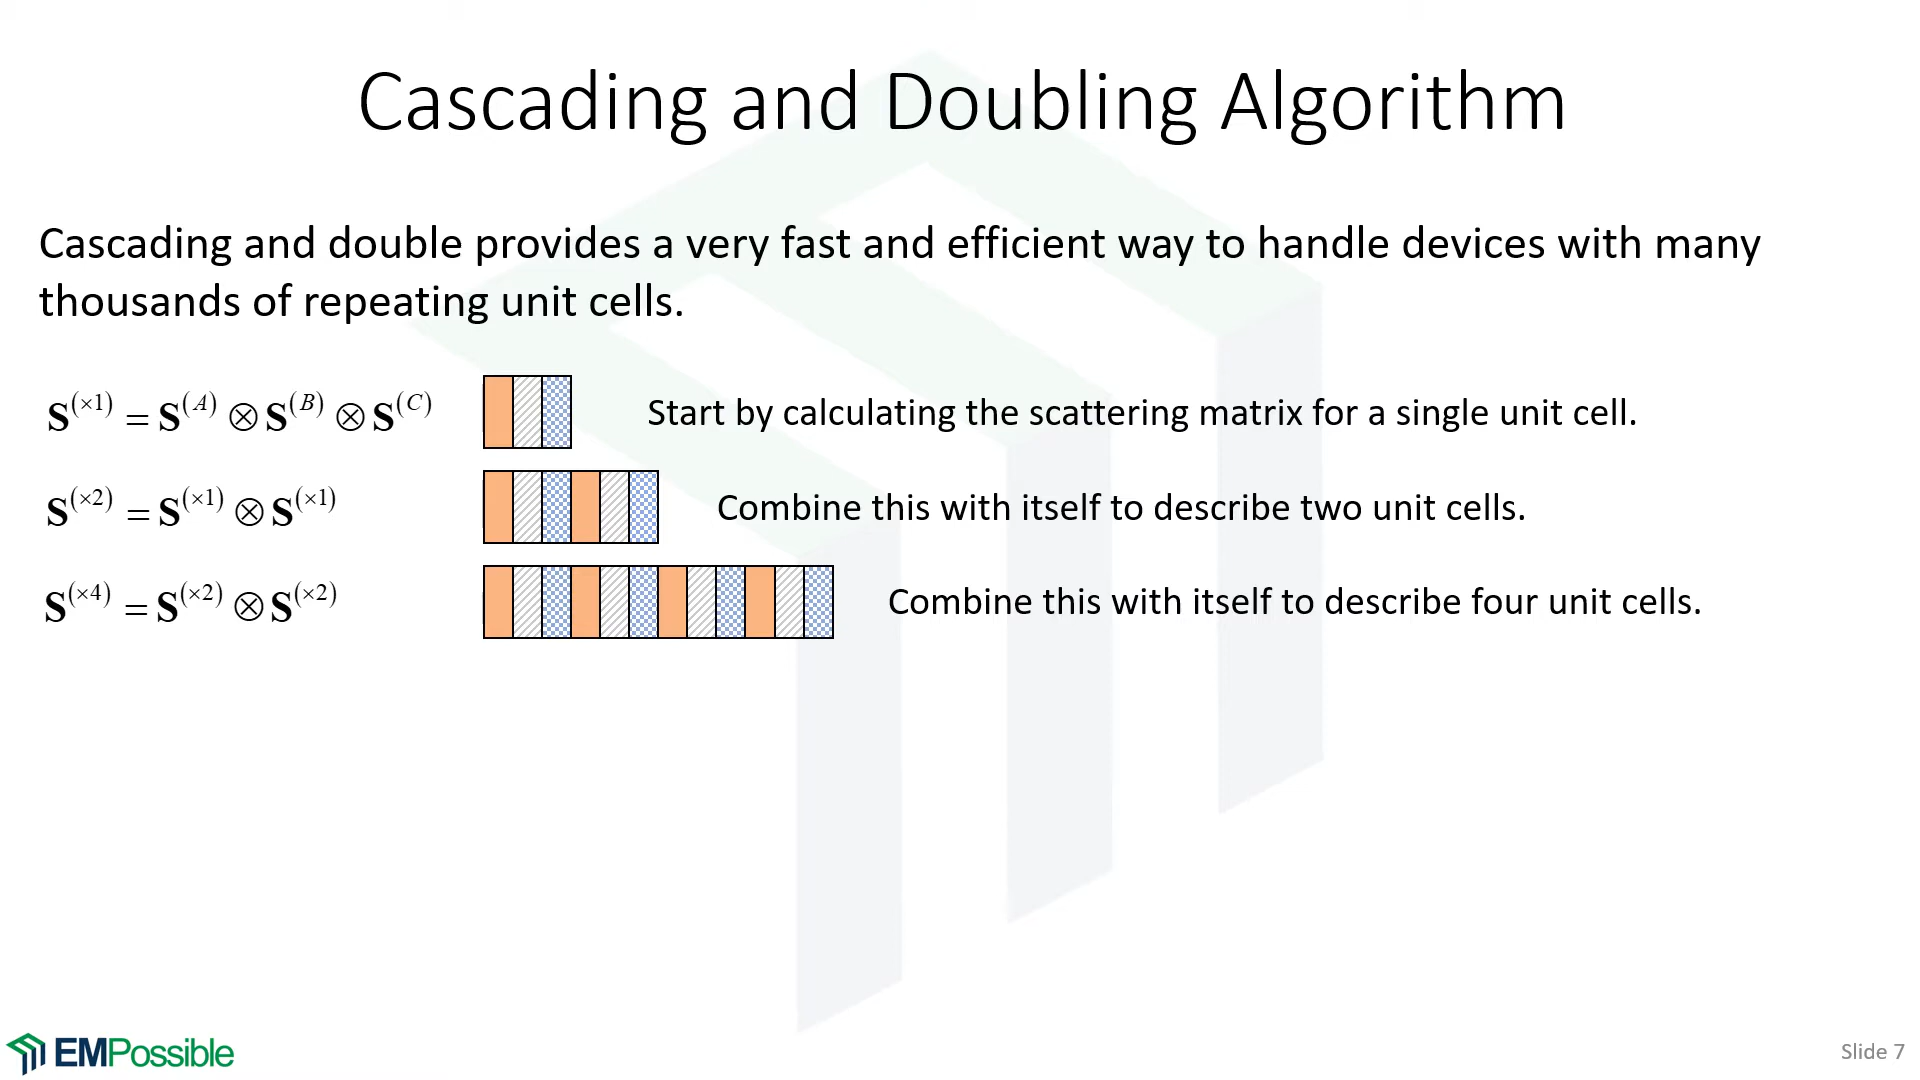 Cascading and Doubling Algorithm
Cascading and double provides a very fast and efficient way to handle devices with many
thousands of repeating unit cells.
S^(×1) = S^(A) ⊗ S^(B) ⊗ S^(C) Start by calculating the scattering matrix for a single unit cell.
S^(×2) = S^(×1) ⊗ S^(×1) Combine this with itself to describe two unit cells.
S^(×4) = S^(×2) ⊗ S^(×2) Combine this with itself to describe four unit cells.
EMPossible
Slide 7